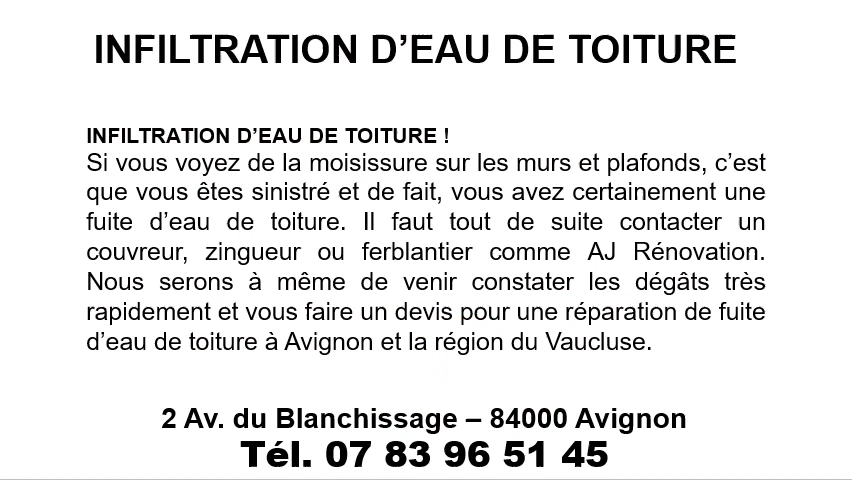 INFILTRATION D’EAU DE TOITURE
INFILTRATION D’EAU DE TOITURE !
Si vous voyez de la moisissure sur les murs et plafonds, c’est
que vous êtes sinistré et de fait, vous avez certainement une
fuite d’eau de toiture. Il faut tout de suite contacter un
couvreur, zingueur ou ferblantier comme AJ Rénovation.
Nous serons à même de venir constater les dégâts très
rapidement et vous faire un devis pour une réparation de fuite
d’eau de toiture à Avignon et la région du Vaucluse.
2 Av. du Blanchissage – 84000 Avignon
Tél. 07 83 96 51 45